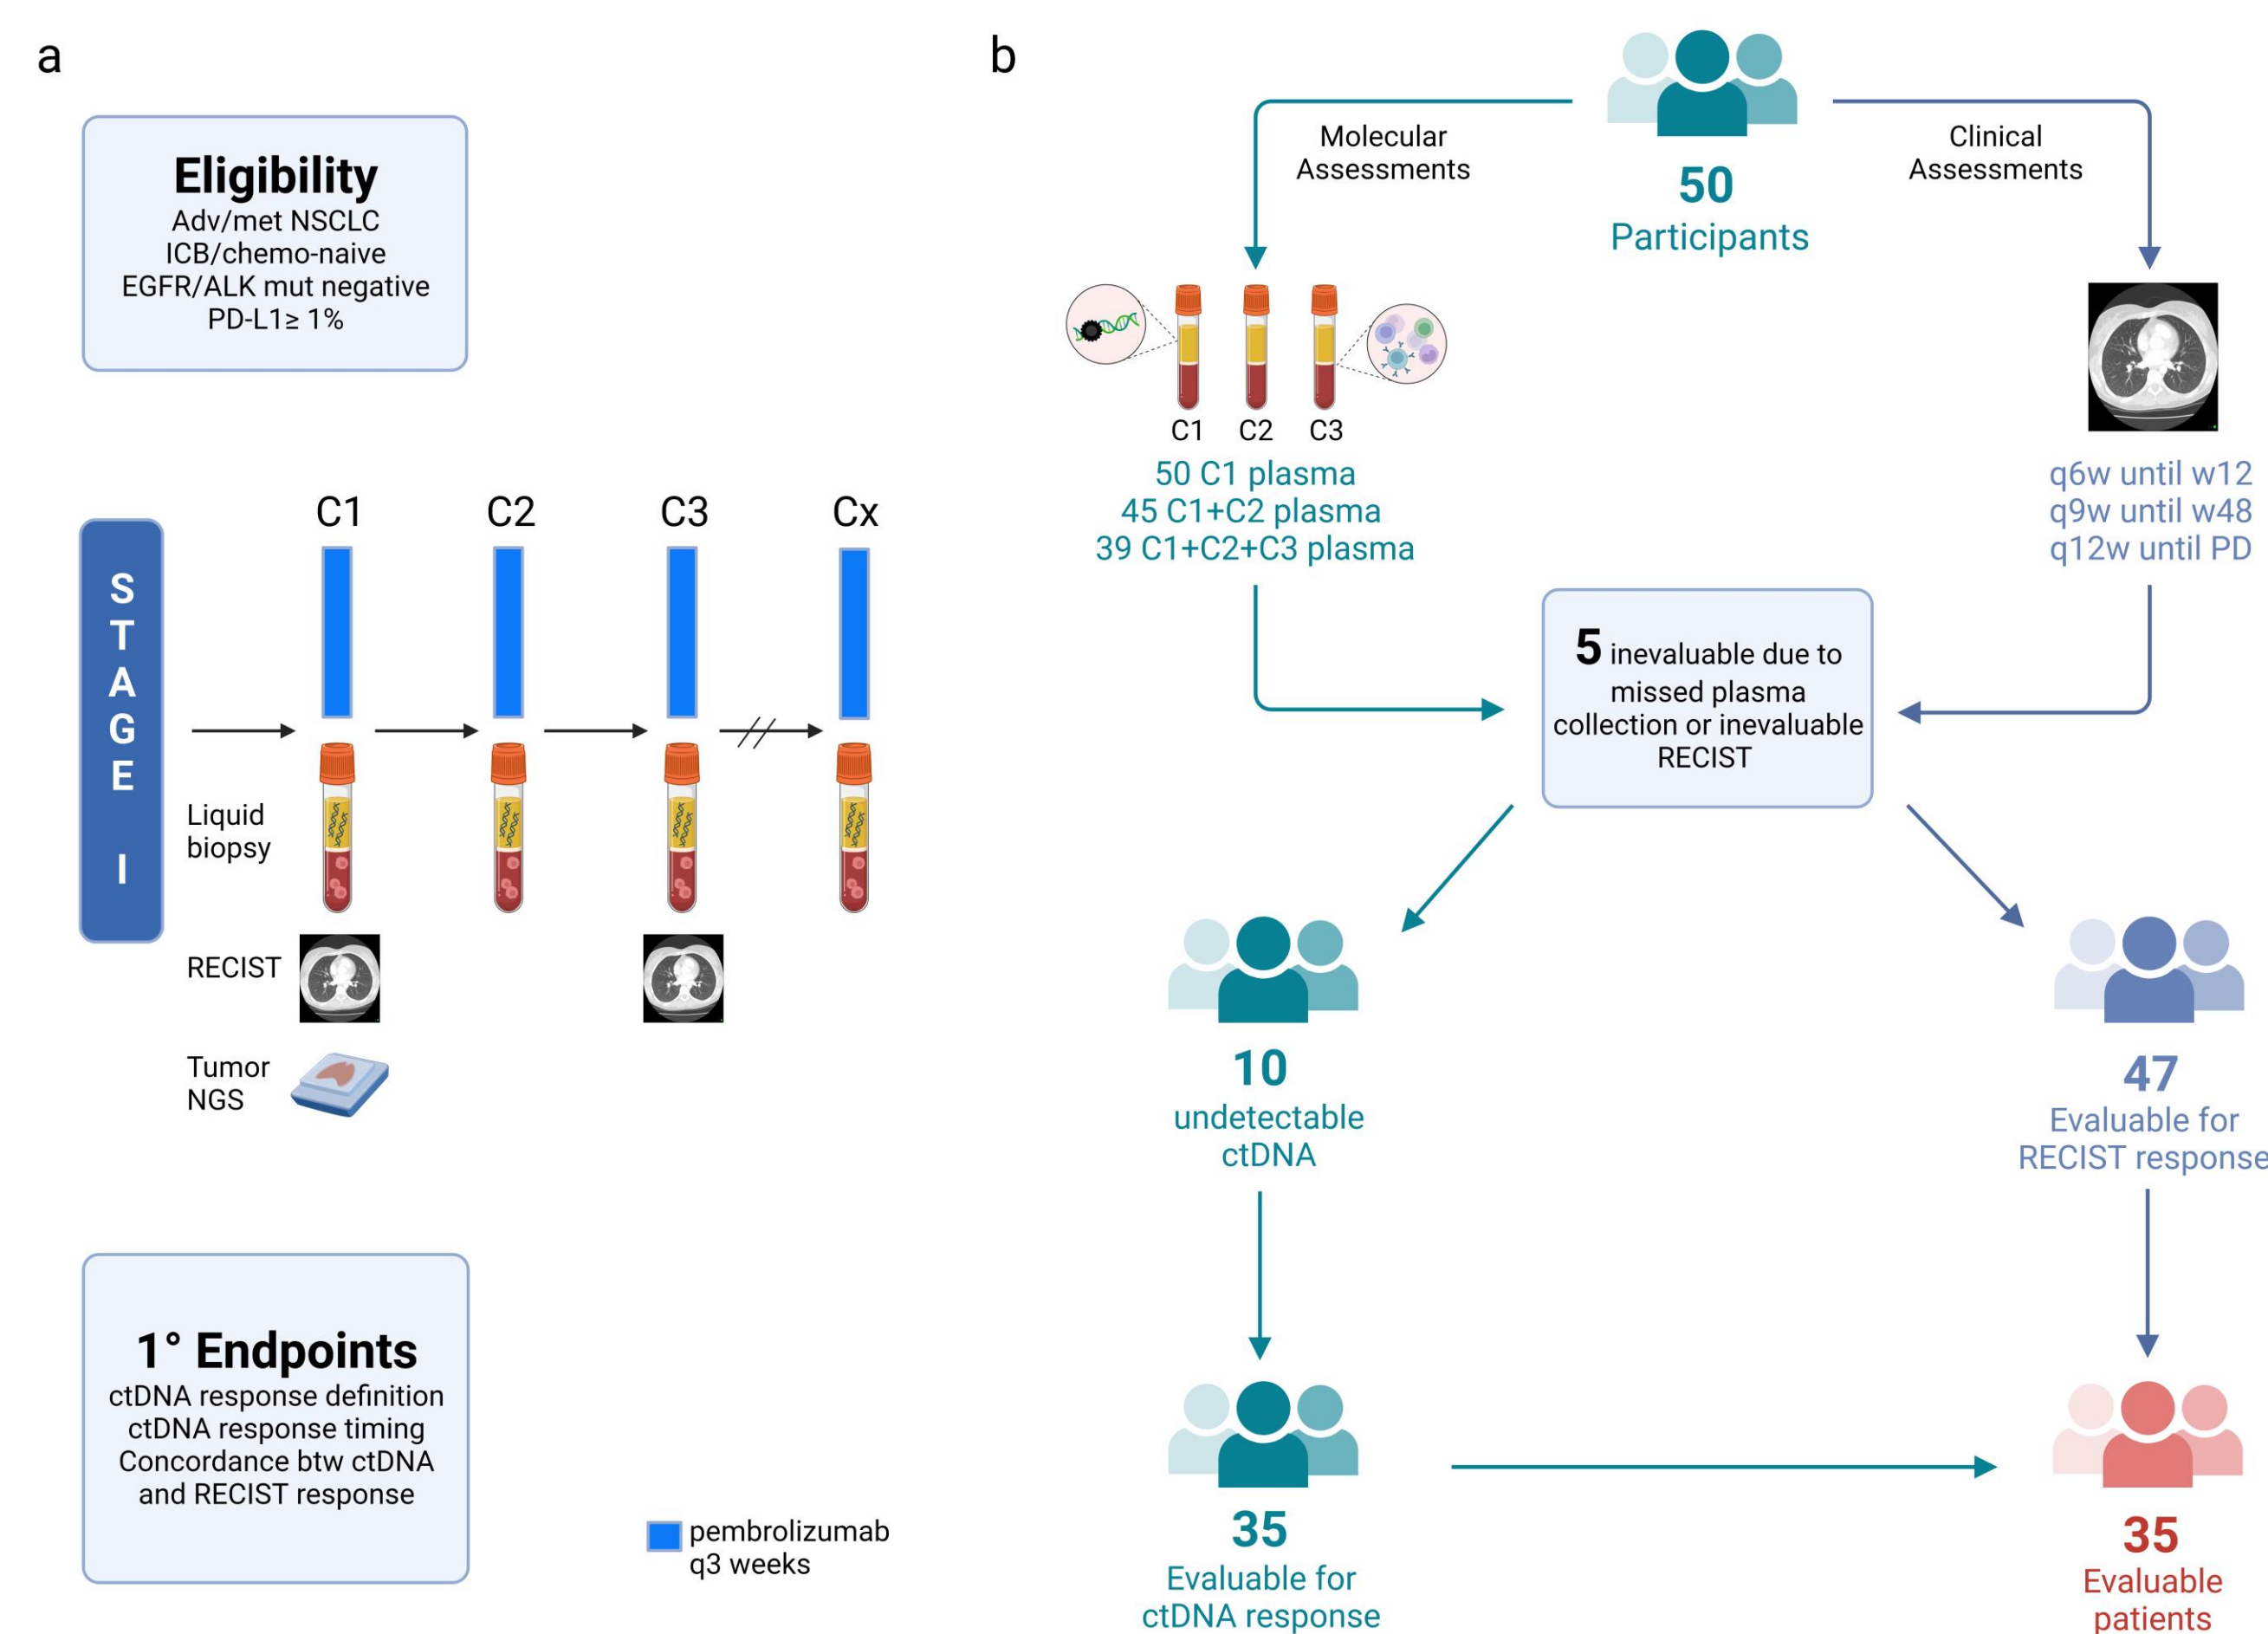 a
Eligibility
Adv/met NSCLC
ICB/chemo-naive
EGFR/ALK mut negative
PD-L1≥ 1%
S
T
A
G
E
I
C1
C2
C3
Cx
Liquid
biopsy
RECIST
Tumor
NGS
1° Endpoints
ctDNA response definition
ctDNA response timing
Concordance btw ctDNA
and RECIST response
pembrolizumab
q3 weeks
b
50
Participants
Molecular
Assessments
Clinical
Assessments
C1
C2
C3
50 C1 plasma
45 C1+C2 plasma
39 C1+C2+C3 plasma
q6w until w12
q9w until w48
q12w until PD
5 inevaluable due to
missed plasma
collection or inevaluable
RECIST
10
undetectable
ctDNA
47
Evaluable for
RECIST response
35
Evaluable for
ctDNA response
35
Evaluable
patients